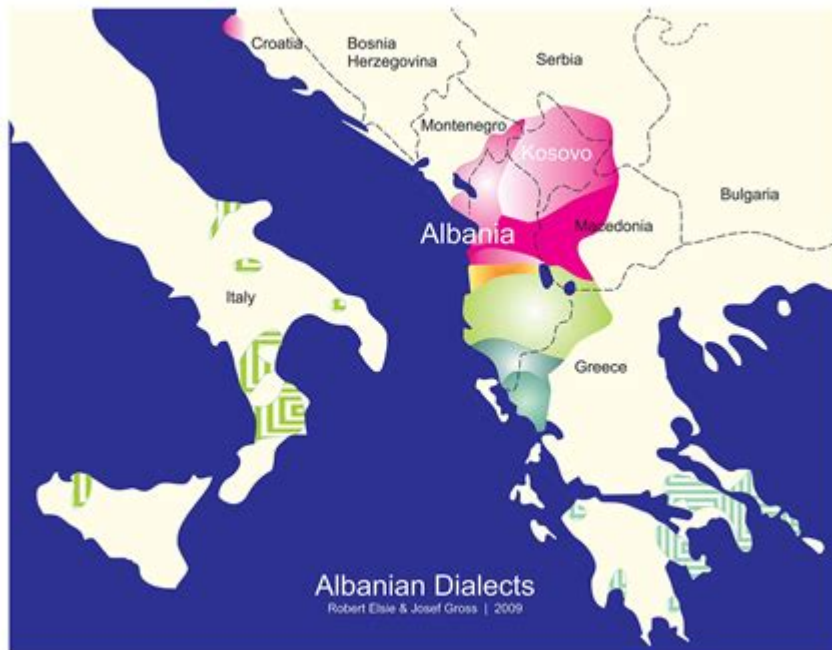 Croatia
Bosnia
Herzegovina
Serbia
Montenegro
Kosovo
Bulgaria
Albania
Macedonia
Italy
Greece
Albanian Dialects
Robert Elsie & Josef Gross | 2009